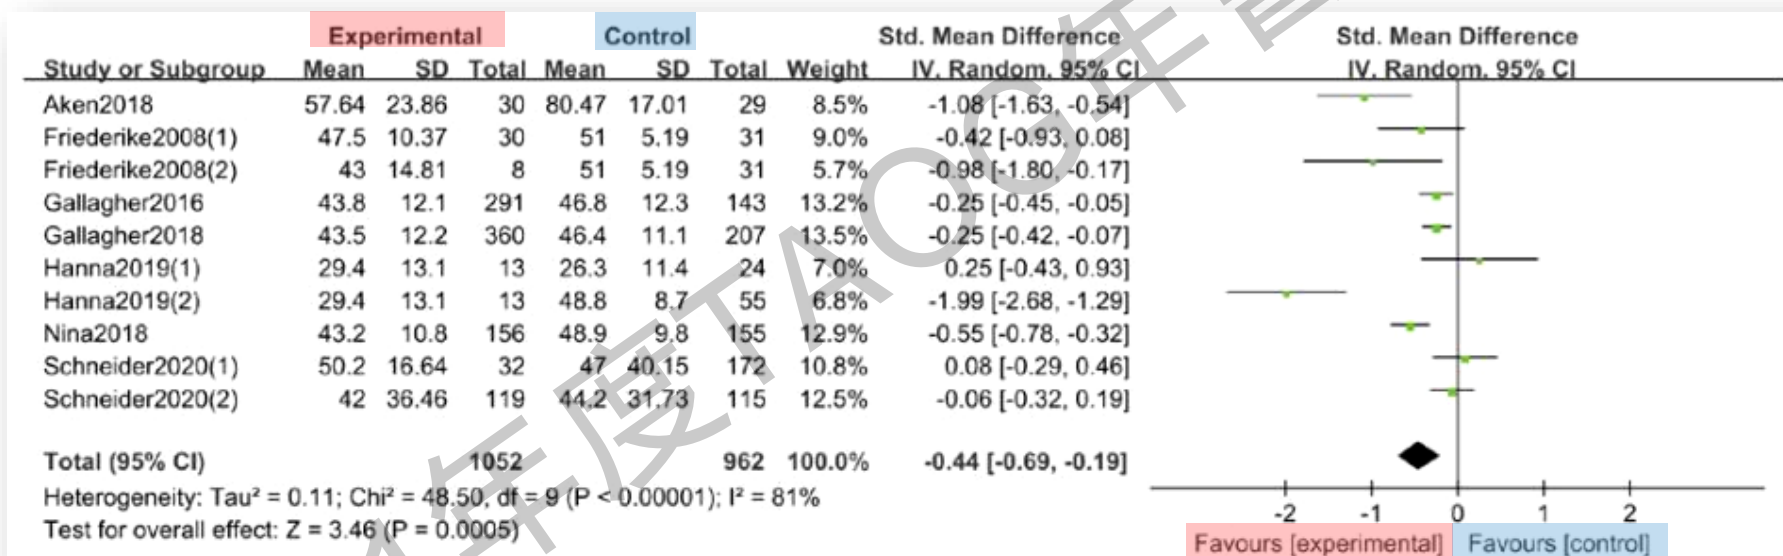 Experimental Control Std. Mean Difference Std. Mean Difference
Study or Subgroup Mean SD Total Mean SD Total Weight IV, Random, 95% CI IV, Random, 95% CI
Aken2018 57.64 23.86 30 80.47 17.01 29 8.5% -1.08 [-1.63, -0.54]
Friederike2008(1) 47.5 10.37 30 51 5.19 31 9.0% -0.42 [-0.93, 0.08]
Friederike2008(2) 43 14.81 8 51 5.19 31 5.7% -0.98 [-1.80, -0.17]
Gallagher2016 43.8 12.1 291 46.8 12.3 143 13.2% -0.25 [-0.45, -0.05]
Gallagher2018 43.5 12.2 360 46.4 11.1 207 13.5% -0.25 [-0.42, -0.07]
Hanna2019(1) 29.4 13.1 13 26.3 11.4 24 7.0% 0.25 [-0.43, 0.93]
Hanna2019(2) 29.4 13.1 13 48.8 8.7 55 6.8% -1.99 [-2.68, -1.29]
Nina2018 43.2 10.8 156 48.9 9.8 155 12.9% -0.55 [-0.78, -0.32]
Schneider2020(1) 50.2 16.64 32 47 40.15 172 10.8% 0.08 [-0.29, 0.46]
Schneider2020(2) 42 36.46 119 44.2 31.73 115 12.5% -0.06 [-0.32, 0.19]
Total (95% CI) 1052 962 100.0% -0.44 [-0.69, -0.19]
Heterogeneity: Tau² = 0.11; Chi² = 48.50, df = 9 (P < 0.00001); I² = 81%
Test for overall effect: Z = 3.46 (P = 0.0005)
-2 -1 0 1 2
Favours [experimental] Favours [control]
年度TAOG年會